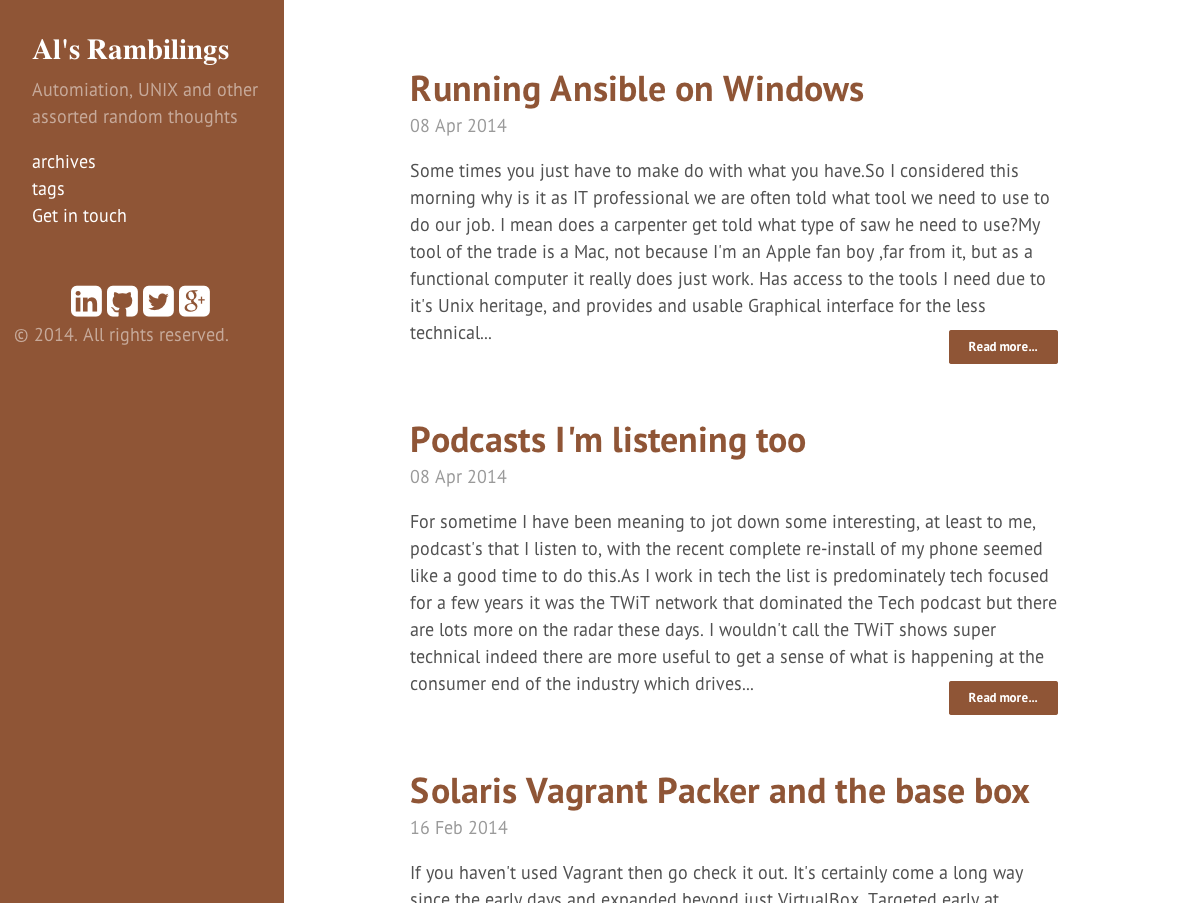 Al's Rambilings
Automiation, UNIX and other
assorted random thoughts
archives
tags
Get in touch
© 2014. All rights reserved.
Running Ansible on Windows
08 Apr 2014
Some times you just have to make do with what you have.So I considered this
morning why is it as IT professional we are often told what tool we need to use to
do our job. I mean does a carpenter get told what type of saw he need to use?My
tool of the trade is a Mac, not because I'm an Apple fan boy ,far from it, but as a
functional computer it really does just work. Has access to the tools I need due to
it's Unix heritage, and provides and usable Graphical interface for the less
technical...
Read more...
Podcasts I'm listening too
08 Apr 2014
For sometime I have been meaning to jot down some interesting, at least to me,
podcast's that I listen to, with the recent complete re-install of my phone seemed
like a good time to do this.As I work in tech the list is predominately tech focused
for a few years it was the TWiT network that dominated the Tech podcast but there
are lots more on the radar these days. I wouldn't call the TWiT shows super
technical indeed there are more useful to get a sense of what is happening at the
consumer end of the industry which drives...
Read more...
Solaris Vagrant Packer and the base box
16 Feb 2014
If you haven't used Vagrant then go check it out. It's certainly come a long way
since the early days and expanded beyond just VirtualBox. Targeted early at